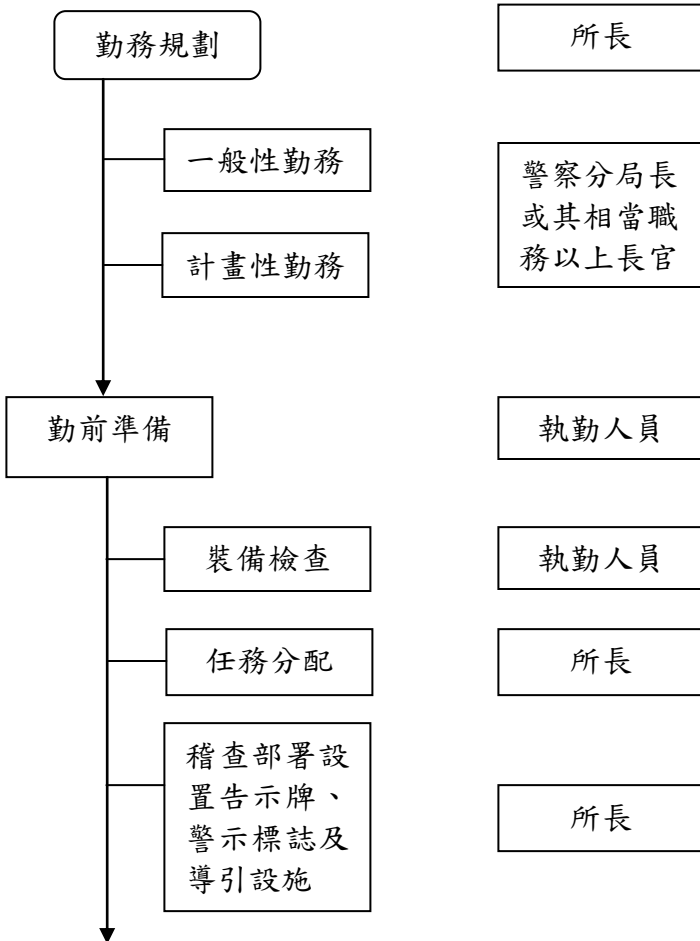 勤務規劃
所長
一般性勤務
警察分局長
或其相當職
務以上長官
計畫性勤務
勤前準備
執勤人員
裝備檢查
執勤人員
任務分配
所長
稽查部署設
置告示牌、
警示標誌及
導引設施
所長